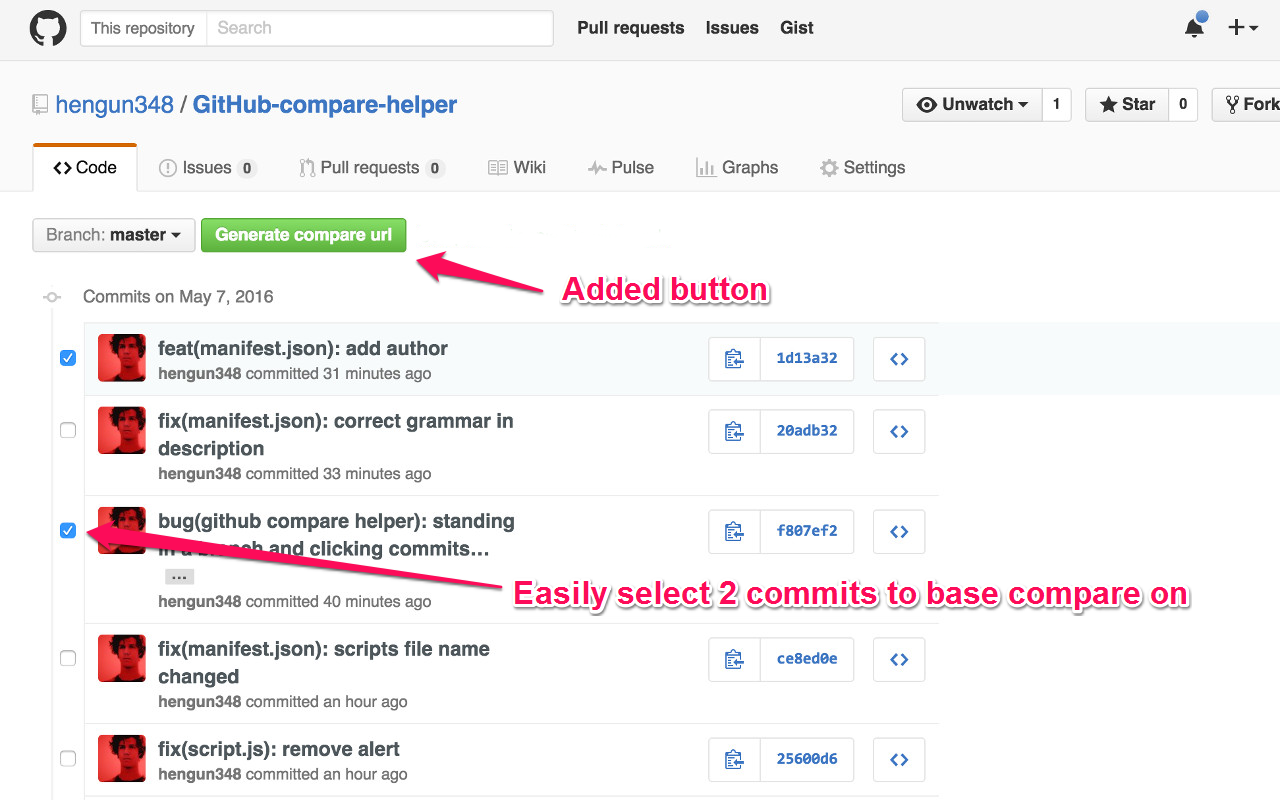 This repository Search Pull requests Issues Gist
hengun348 / GitHub-compare-helper Unwatch 1 Star 0 Fork
Code Issues 0 Pull requests 0 Wiki Pulse Graphs Settings
Branch: master Generate compare url
Added button
Commits on May 7, 2016
feat(manifest.json): add author 1d13a32
hengun348 committed 31 minutes ago
fix(manifest.json): correct grammar in 20adb32
description
hengun348 committed 33 minutes ago
bug(github compare helper): standing f807ef2
in a branch and clicking commits…
...
Easily select 2 commits to base compare on
hengun348 committed 40 minutes ago
fix(manifest.json): scripts file name ce8ed0e
changed
hengun348 committed an hour ago
fix(script.js): remove alert 25600d6
hengun348 committed an hour ago